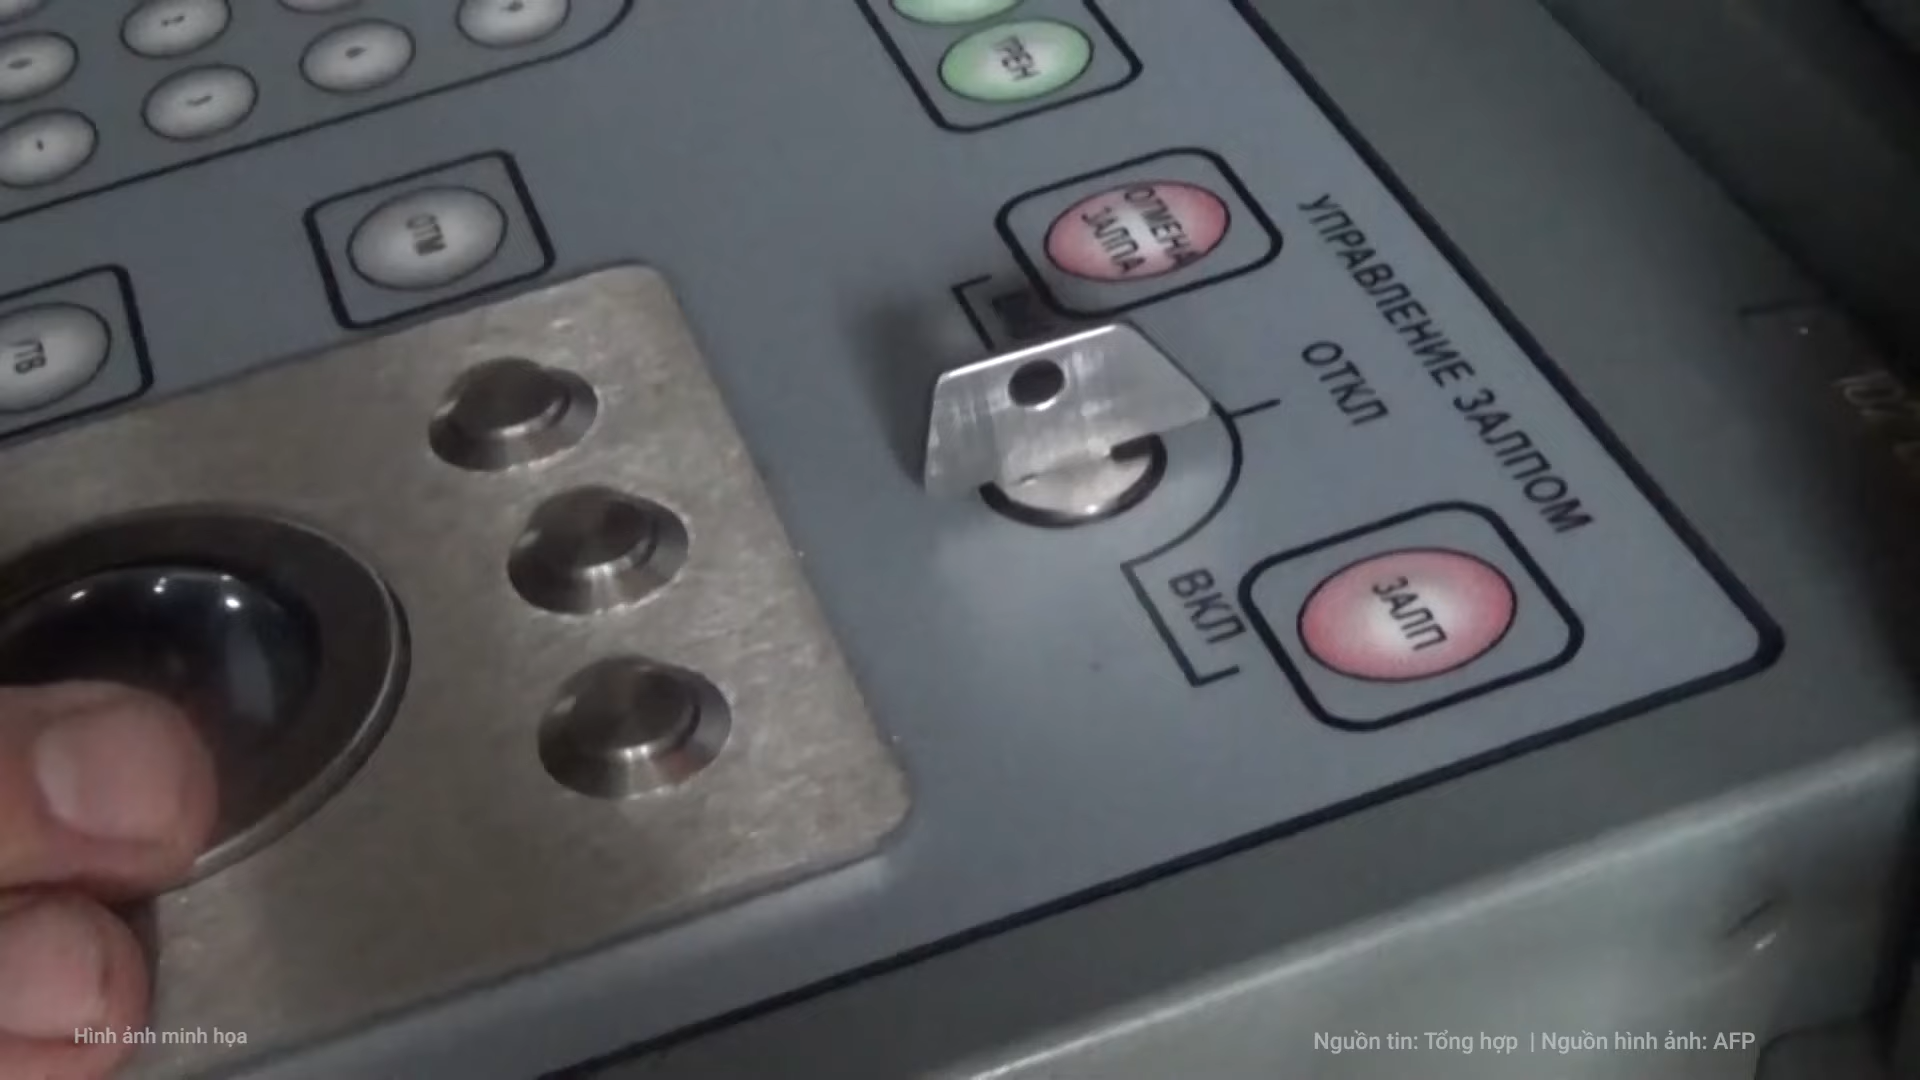 ТРЕН
ОТМЕНА
ЗАЛПА
ОТМ
УПРАВЛЕНИЕ ЗАЛПОМ
ОТКЛ
ВКЛ
ЗАЛП
Hình ảnh minh họa
Nguồn tin: Tổng hợp | Nguồn hình ảnh: AFP